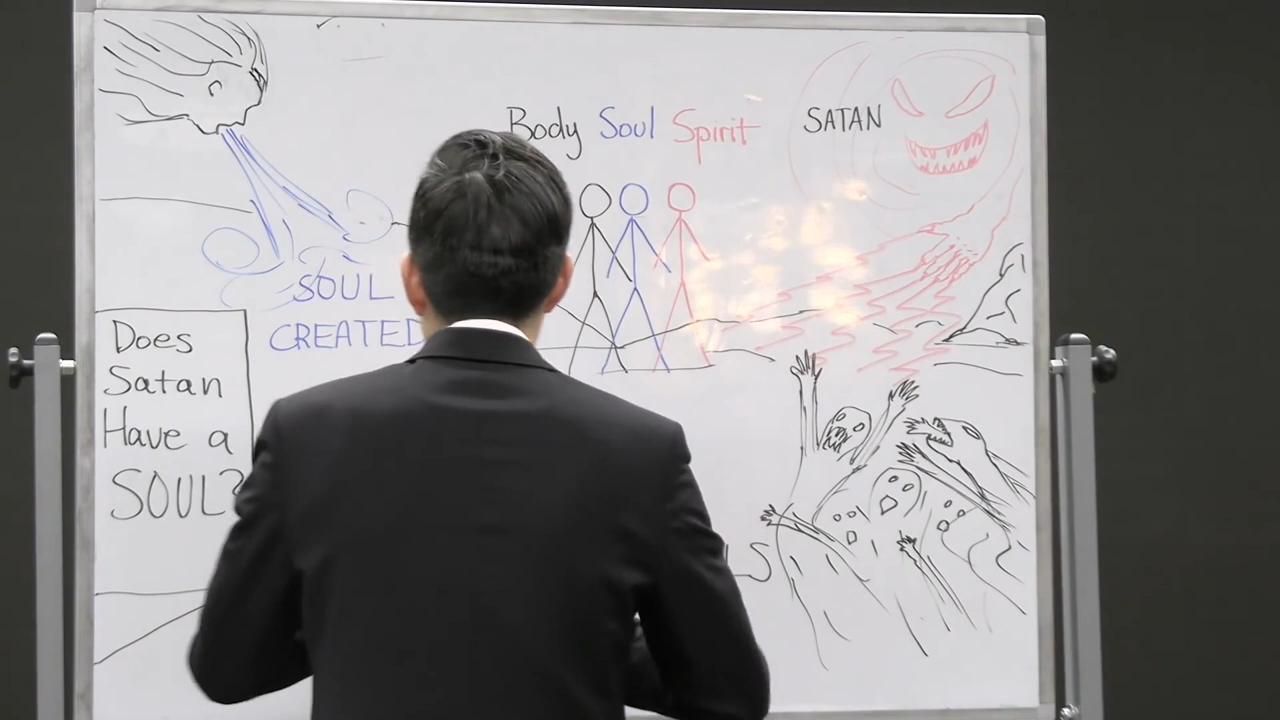 Body Soul Spirit
SATAN
SOUL
CREATED
Does
Satan
Have a
SOUL?